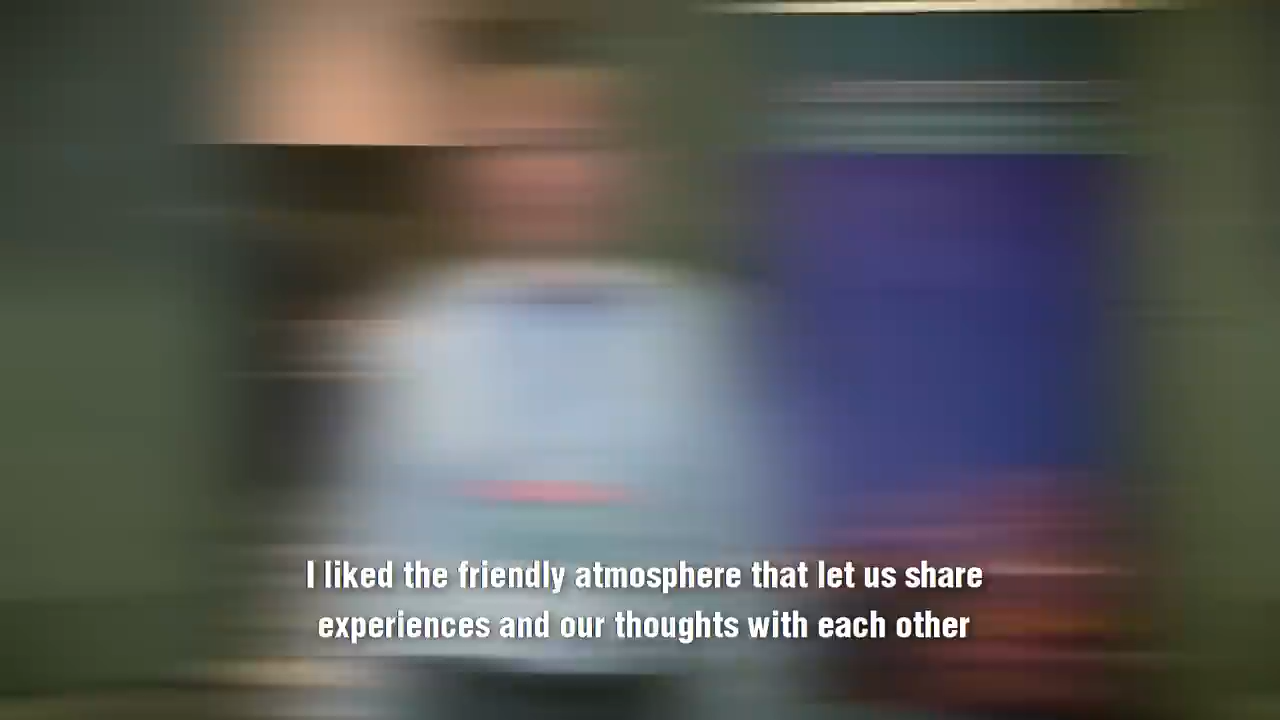 I liked the friendly atmosphere that let us share
experiences and our thoughts with each other